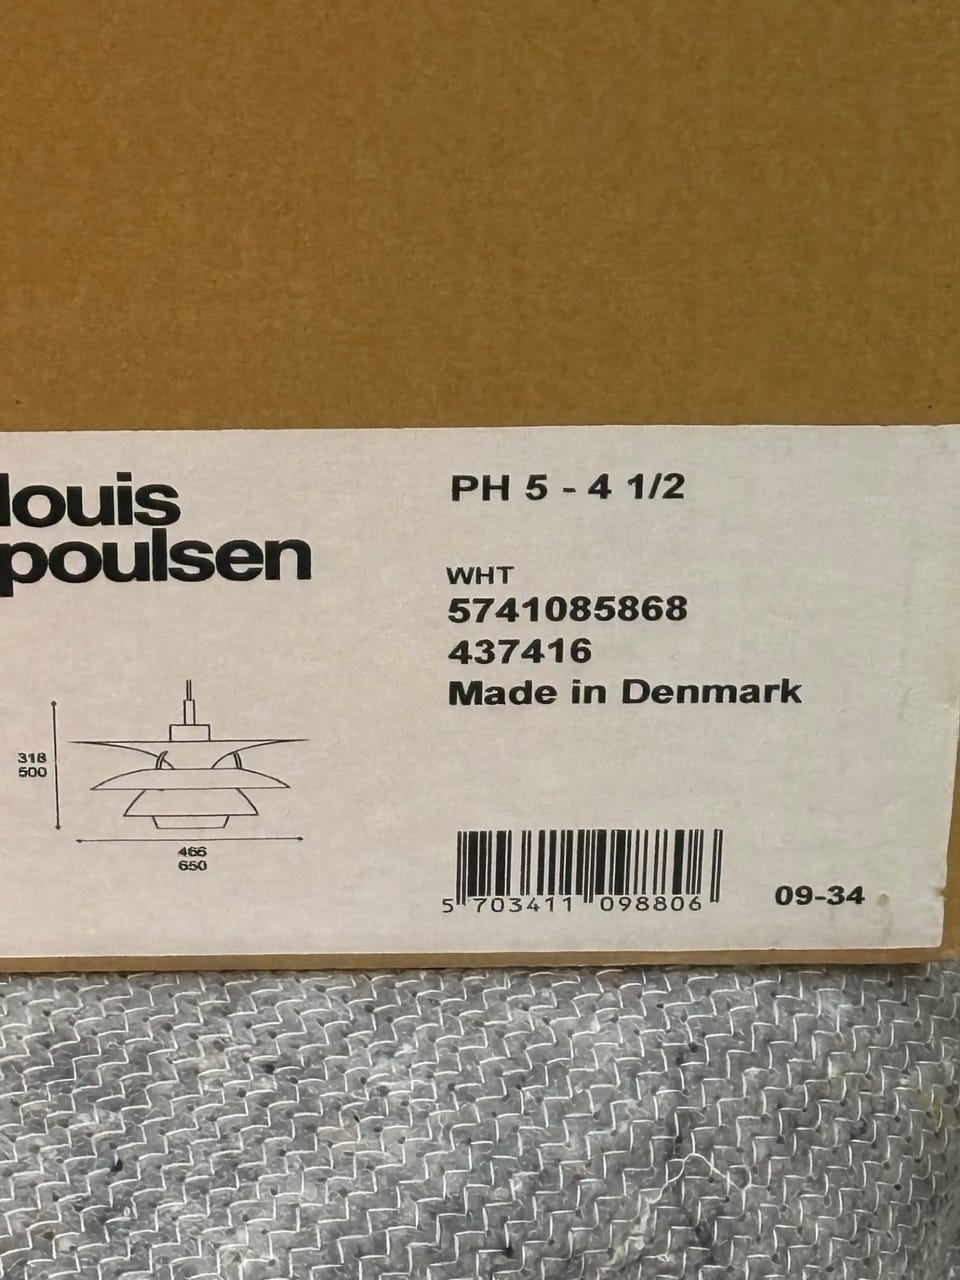 louis
poulsen
PH 5 - 4 1/2
WHT
5741085868
437416
Made in Denmark
318
500
466
650
5 703411 098806
09-34